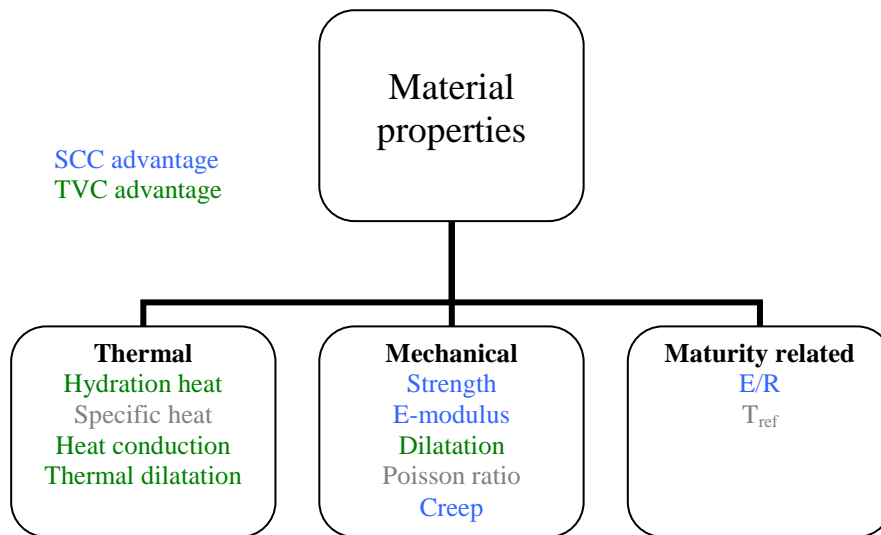 Material
properties
SCC advantage
TVC advantage
Thermal
Hydration heat
Specific heat
Heat conduction
Thermal dilatation
Mechanical
Strength
E-modulus
Dilatation
Poisson ratio
Creep
Maturity related
E/R
T_ref